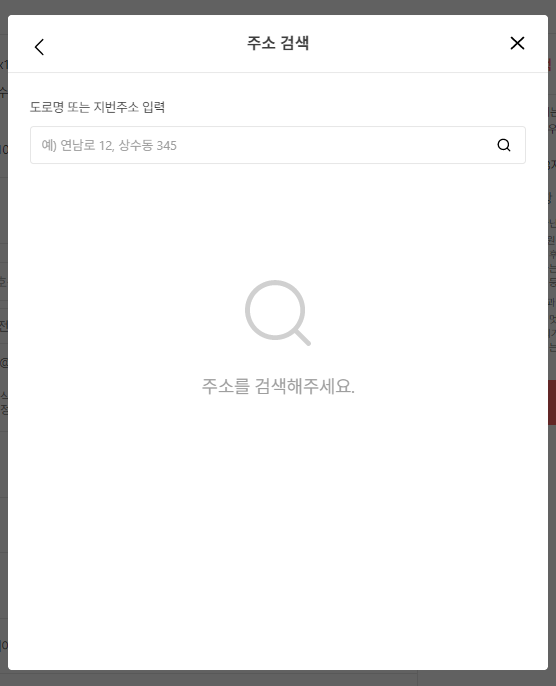 주소 검색
도로명 또는 지번주소 입력
예) 연남로 12, 상수동 345
주소를 검색해주세요.